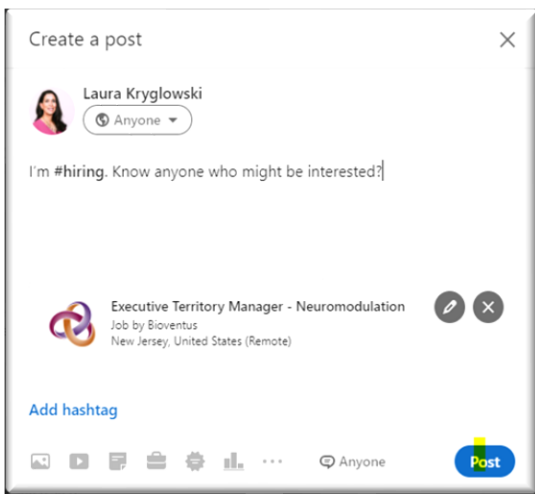 Create a post
Laura Kryglowski
Anyone
I'm #hiring. Know anyone who might be interested?
Executive Territory Manager - Neuromodulation
Job by Bioventus
New Jersey, United States (Remote)
Add hashtag
Anyone
Post